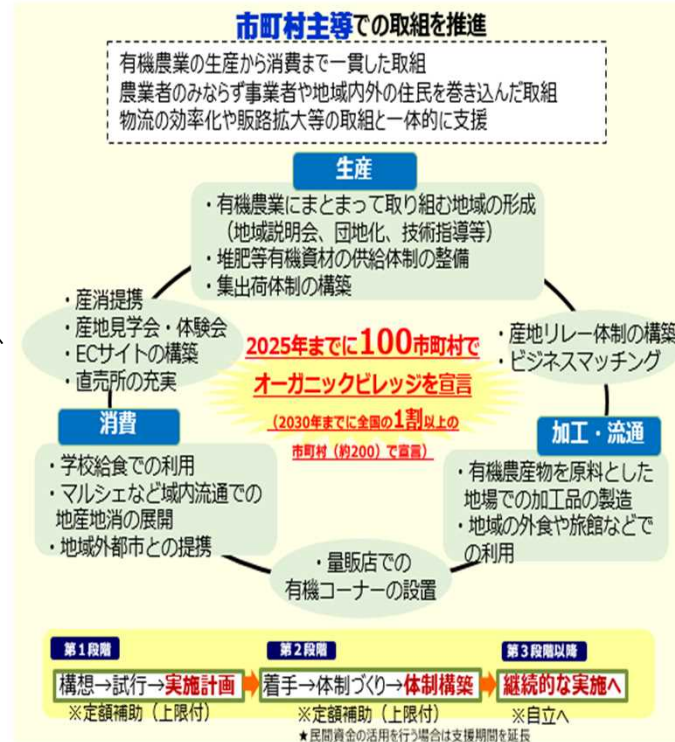 市町村主導での取組を推進
有機農業の生産から消費まで一貫した取組
農業者のみならず事業者や地域内外の住民を巻き込んだ取組
物流の効率化や販路拡大等の取組と一体的に支援
生産
・有機農業にまとまって取り組む地域の形成
（地域説明会、団地化、技術指導等）
・堆肥等有機資材の供給体制の整備
・集出荷体制の構築
・産消提携
・産地見学会・体験会
・ECサイトの構築
・直売所の充実
2025年までに100市町村で
オーガニックビレッジを宣言
（2030年までに全国の1割以上の
市町村（約200）で宣言）
・産地リレー体制の構築
・ビジネスマッチング
消費
・学校給食での利用
・マルシェなど域内流通での
地産地消の展開
・地域外都市との提携
加工・流通
・有機農産物を原料とした
地場での加工品の製造
・地域の外食や旅館などで
の利用
・量販店での
有機コーナーの設置
第1段階
構想→試行→実施計画
※定額補助（上限付）
第2段階
着手→体制づくり→体制構築
※定額補助（上限付）
★民間資金の活用を行う場合は支援期間を延長
第3段階以降
継続的な実施へ
※自立へ